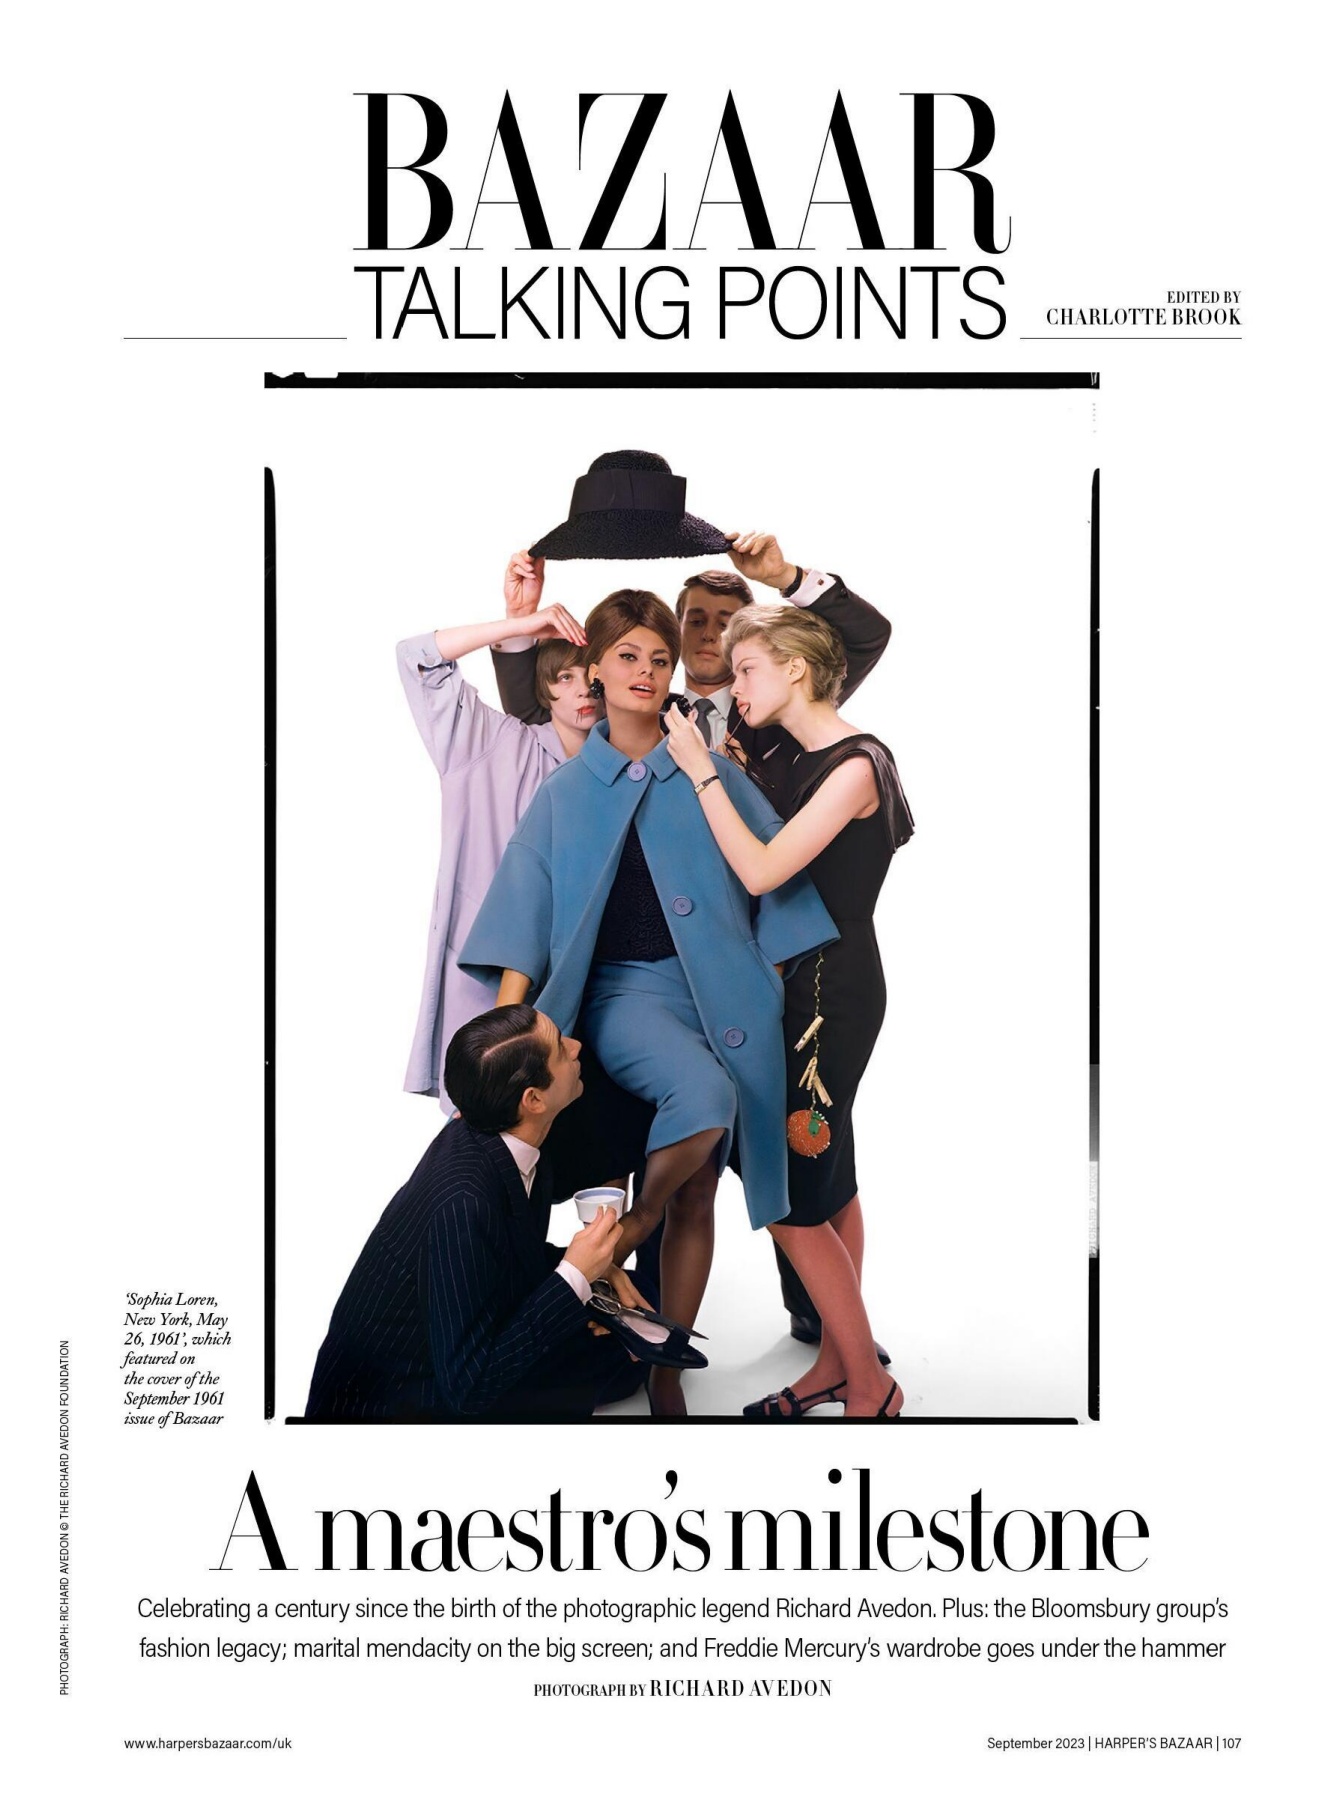 BAZAAR
TALKING POINTS
EDITED BY
CHARLOTTE BROOK
‘Sophia Loren,
New York, May
26, 1961’, which
featured on
the cover of the
September 1961
issue of Bazaar
PHOTOGRAPH: RICHARD AVEDON © THE RICHARD AVEDON FOUNDATION
A maestro’s milestone
Celebrating a century since the birth of the photographic legend Richard Avedon. Plus: the Bloomsbury group’s
fashion legacy; marital mendacity on the big screen; and Freddie Mercury’s wardrobe goes under the hammer
PHOTOGRAPH BY RICHARD AVEDON
www.harpersbazaar.com/uk
September 2023 | HARPER’S BAZAAR | 107